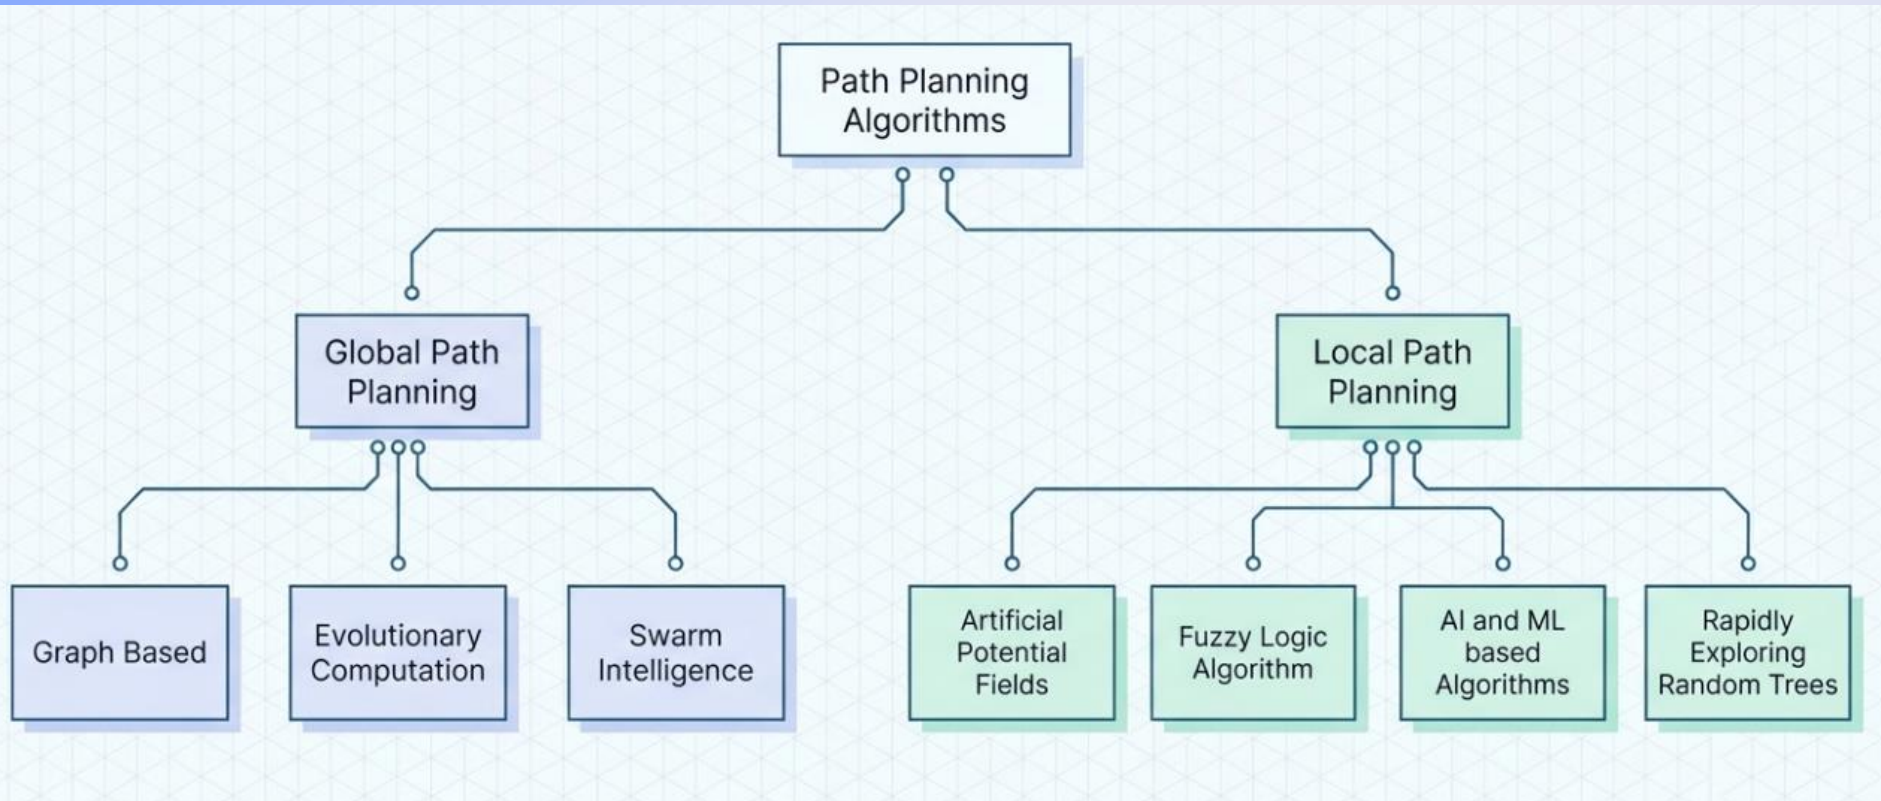 Path Planning
Algorithms
Global Path
Planning
Local Path
Planning
Graph Based
Evolutionary
Computation
Swarm
Intelligence
Artificial
Potential
Fields
Fuzzy Logic
Algorithm
AI and ML
based
Algorithms
Rapidly
Exploring
Random Trees